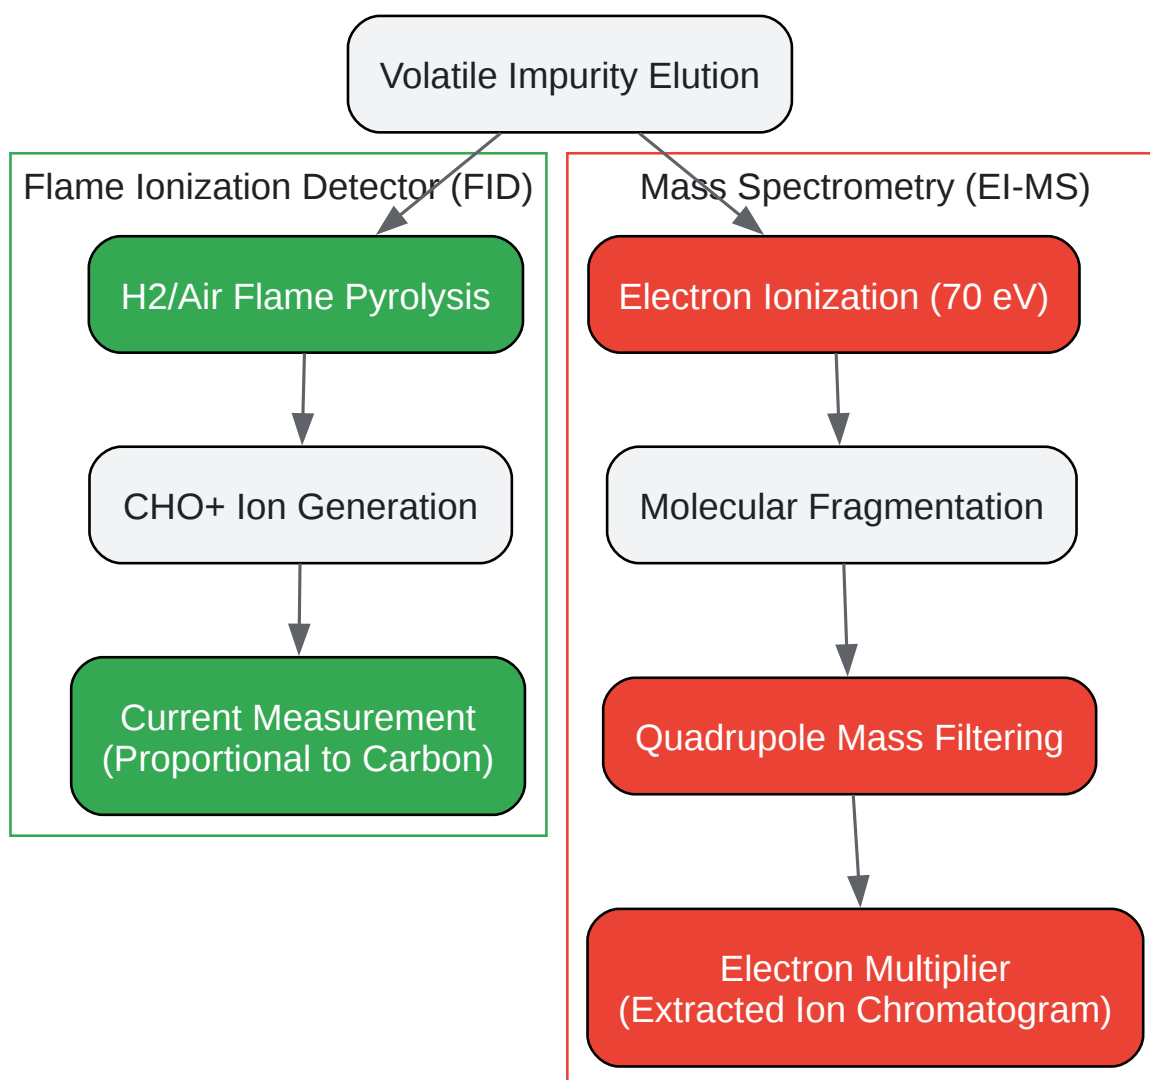 Volatile Impurity Elution
Flame Ionization Detector (FID)
H2/Air Flame Pyrolysis
CHO+ Ion Generation
Current Measurement
(Proportional to Carbon)
Mass Spectrometry (EI-MS)
Electron Ionization (70 eV)
Molecular Fragmentation
Quadrupole Mass Filtering
Electron Multiplier
(Extracted Ion Chromatogram)